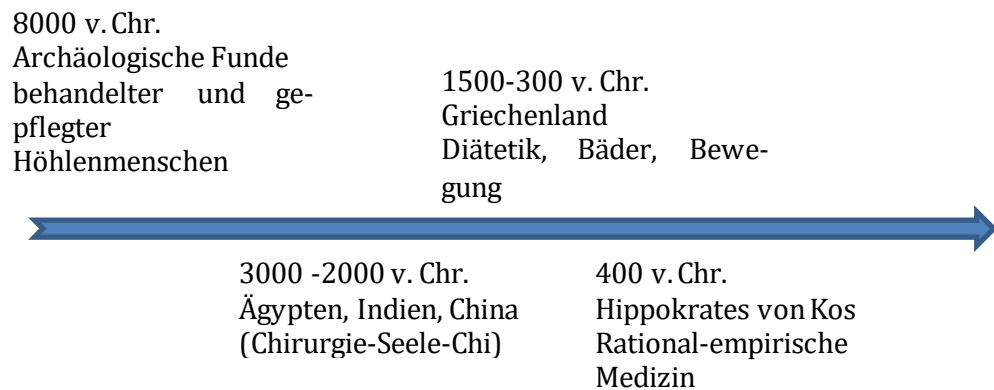 8000 v. Chr.
Archäologische Funde
behandelter und ge-
pflegter
Höhlenmenschen
1500-300 v. Chr.
Griechenland
Diätetik, Bäder, Bewe-
gung
3000 -2000 v. Chr.
Ägypten, Indien, China
(Chirurgie-Seele-Chi)
400 v. Chr.
Hippokrates von Kos
Rational-empirische
Medizin